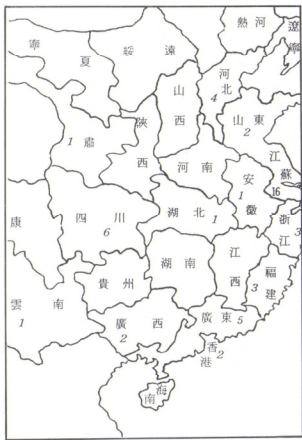 熱河
遼寧
寧夏
綏遠
河北
4
山西
山東
2
陝西
1 肅
江蘇
16
河南
安徽
1
浙江
3
康
四川
6
湖北 1
湖南
江西
福建
3
貴州
雲南
1
廣西
2
廣東 5
香港
2
海南